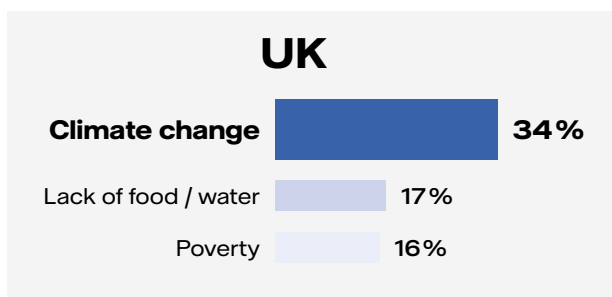 UK
Climate change 34%
Lack of food / water 17%
Poverty 16%